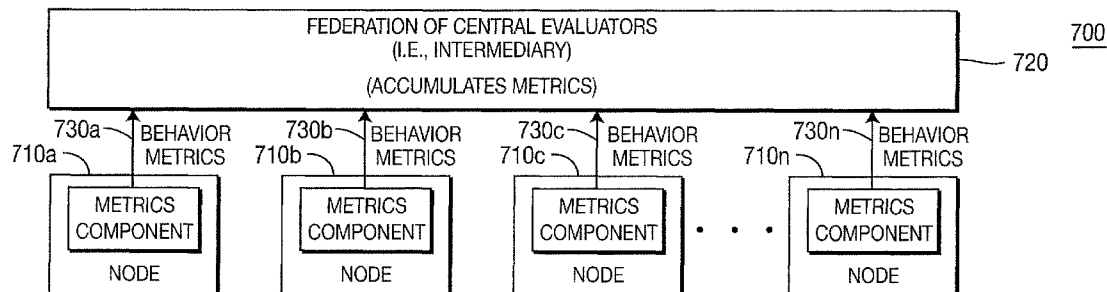 FEDERATION OF CENTRAL EVALUATORS
(I.E., INTERMEDIARY)
(ACCUMULATES METRICS)
700
720
730a
BEHAVIOR
METRICS
710a
METRICS
COMPONENT
NODE
730b
BEHAVIOR
METRICS
710b
METRICS
COMPONENT
NODE
730c
BEHAVIOR
METRICS
710c
METRICS
COMPONENT
NODE
730n
BEHAVIOR
METRICS
710n
METRICS
COMPONENT
NODE